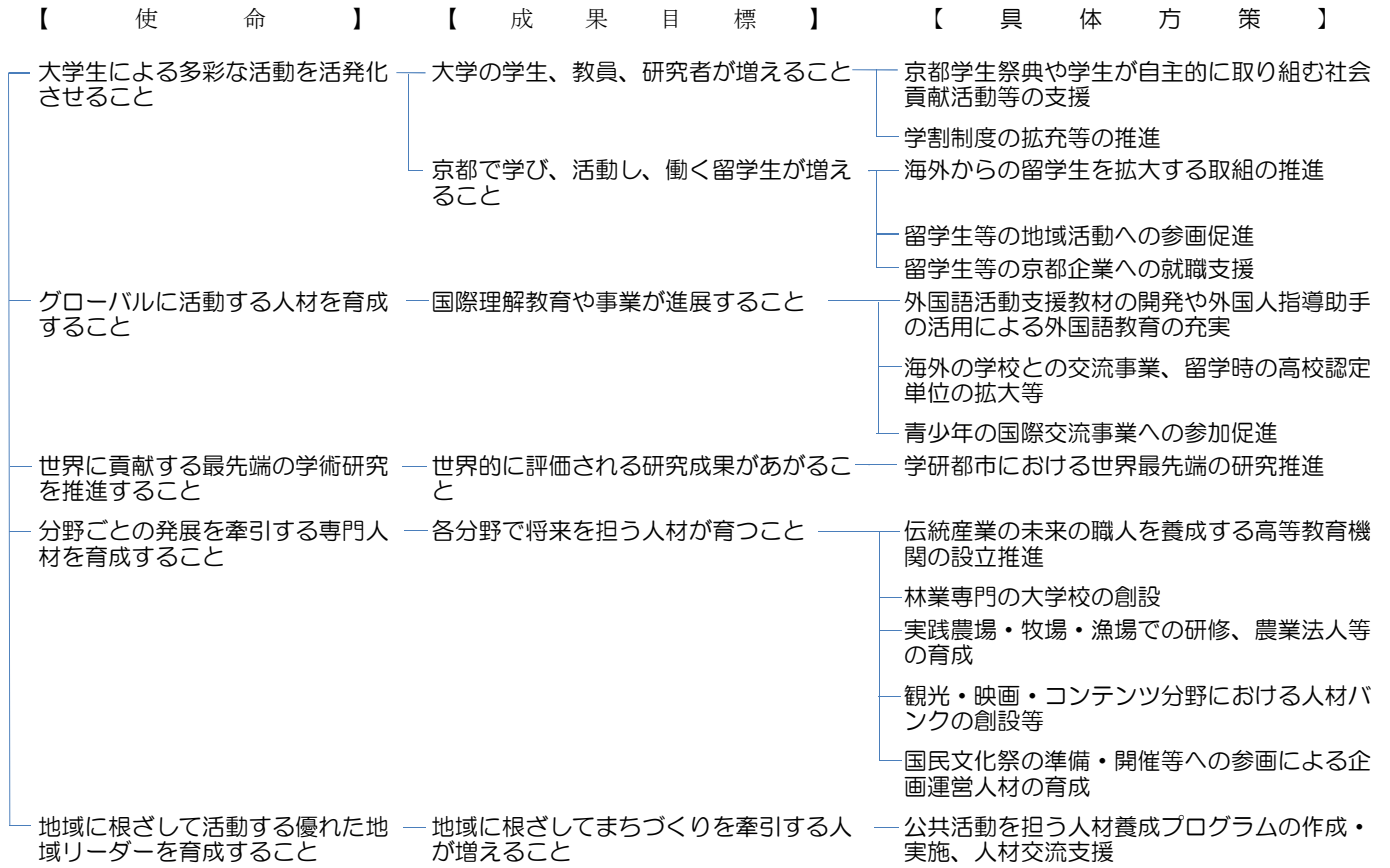 【使命】【成果目標】【具体方策】
大学生による多彩な活動を活発化
させること
大学の学生、教員、研究者が増えること
京都学生祭典や学生が自主的に取り組む社会
貢献活動等の支援
学割制度の拡充等の推進
京都で学び、活動し、働く留学生が増え
ること
海外からの留学生を拡大する取組の推進
留学生等の地域活動への参画促進
留学生等の京都企業への就職支援
グローバルに活動する人材を育成
すること
国際理解教育や事業が進展すること
外国語活動支援教材の開発や外国人指導助手
の活用による外国語教育の充実
海外の学校との交流事業、留学時の高校認定
単位の拡大等
青少年の国際交流事業への参加促進
世界に貢献する最先端の学術研究
を推進すること
世界的に評価される研究成果があがるこ
と
学研都市における世界最先端の研究推進
分野ごとの発展を牽引する専門人
材を育成すること
各分野で将来を担う人材が育つこと
伝統産業の未来の職人を養成する高等教育機
関の設立推進
林業専門の大学校の創設
実践農場・牧場・漁場での研修、農業法人等
の育成
観光・映画・コンテンツ分野における人材バ
ンクの創設等
国民文化祭の準備・開催等への参画による企
画運営人材の育成
地域に根ざして活動する優れた地
域リーダーを育成すること
地域に根ざしてまちづくりを牽引する人
が増えること
公共活動を担う人材養成プログラムの作成・
実施、人材交流支援